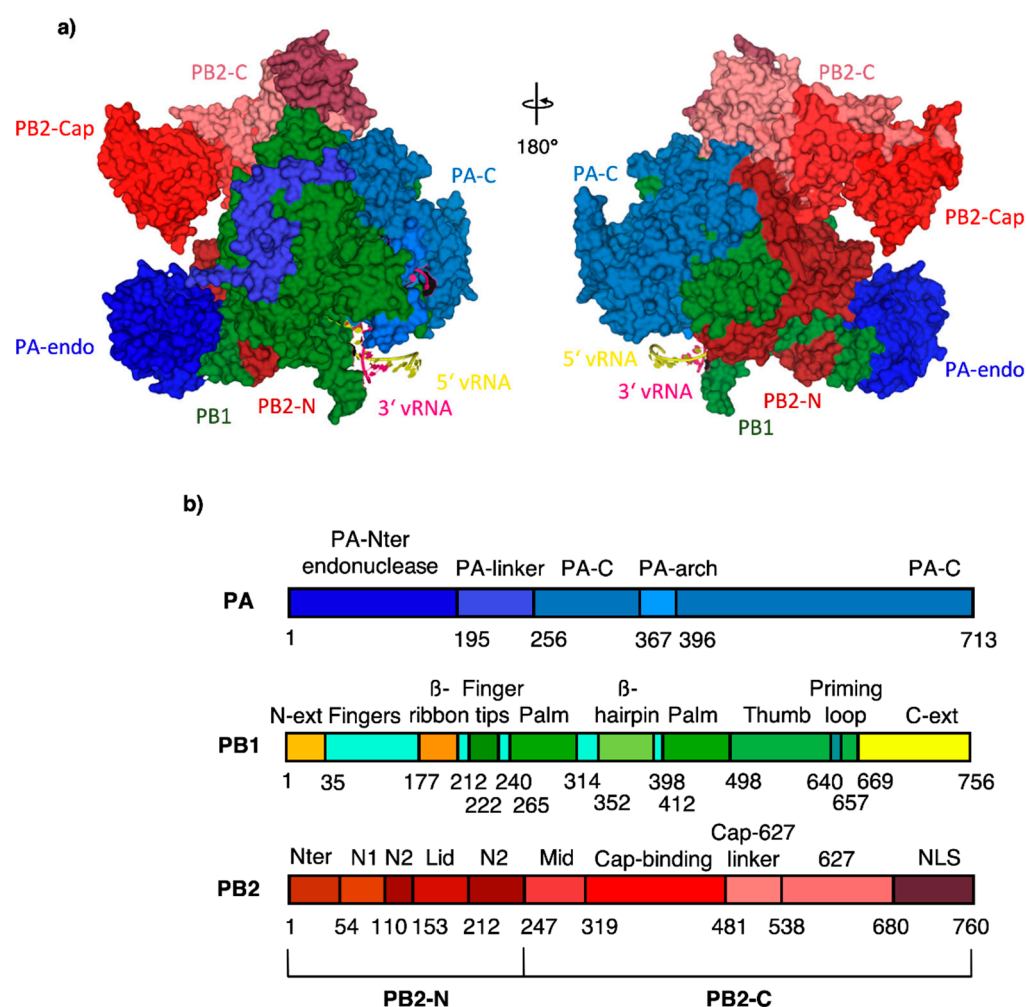 a)
PB2-C
PB2-Cap
PA-C
PA-endo
PB1
PB2-N
3‘ vRNA
5‘ vRNA
180°
PB2-C
PA-C
PB2-Cap
5‘ vRNA
3‘ vRNA
PB1
PB2-N
PA-endo
b)
PA-Nter
endonuclease
PA-linker
PA-C
PA-arch
PA-C
PA
1 195 256 367 396 713
ß- Finger ß- Priming
N-ext Fingers ribbon tips Palm hairpin Palm Thumb loop C-ext
PB1
1 35 177 212 240 314 398 498 640 669 756
222 265 352 412 657
Cap-627
Nter N1 N2 Lid N2 Mid Cap-binding linker 627 NLS
PB2
1 54 110 153 212 247 319 481 538 680 760
PB2-N PB2-C